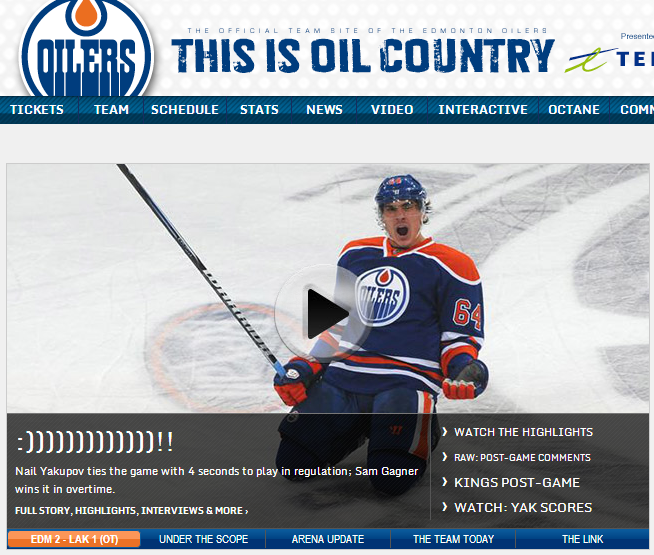 OILERS
THE OFFICIAL TEAM SITE OF THE EDMONTON OILERS
THIS IS OIL COUNTRY
Presented
TICKETS TEAM SCHEDULE STATS NEWS VIDEO INTERACTIVE OCTANE
64
OILERS
64
:)))))))))))))!!
Nail Yakupov ties the game with 4 seconds to play in regulation; Sam Gagner
wins it in overtime.
FULL STORY, HIGHLIGHTS, INTERVIEWS & MORE ›
› WATCH THE HIGHLIGHTS
› RAW: POST-GAME COMMENTS
› KINGS POST-GAME
› WATCH: YAK SCORES
EDM 2 - LAK 1 (OT) UNDER THE SCOPE ARENA UPDATE THE TEAM TODAY THE LINK